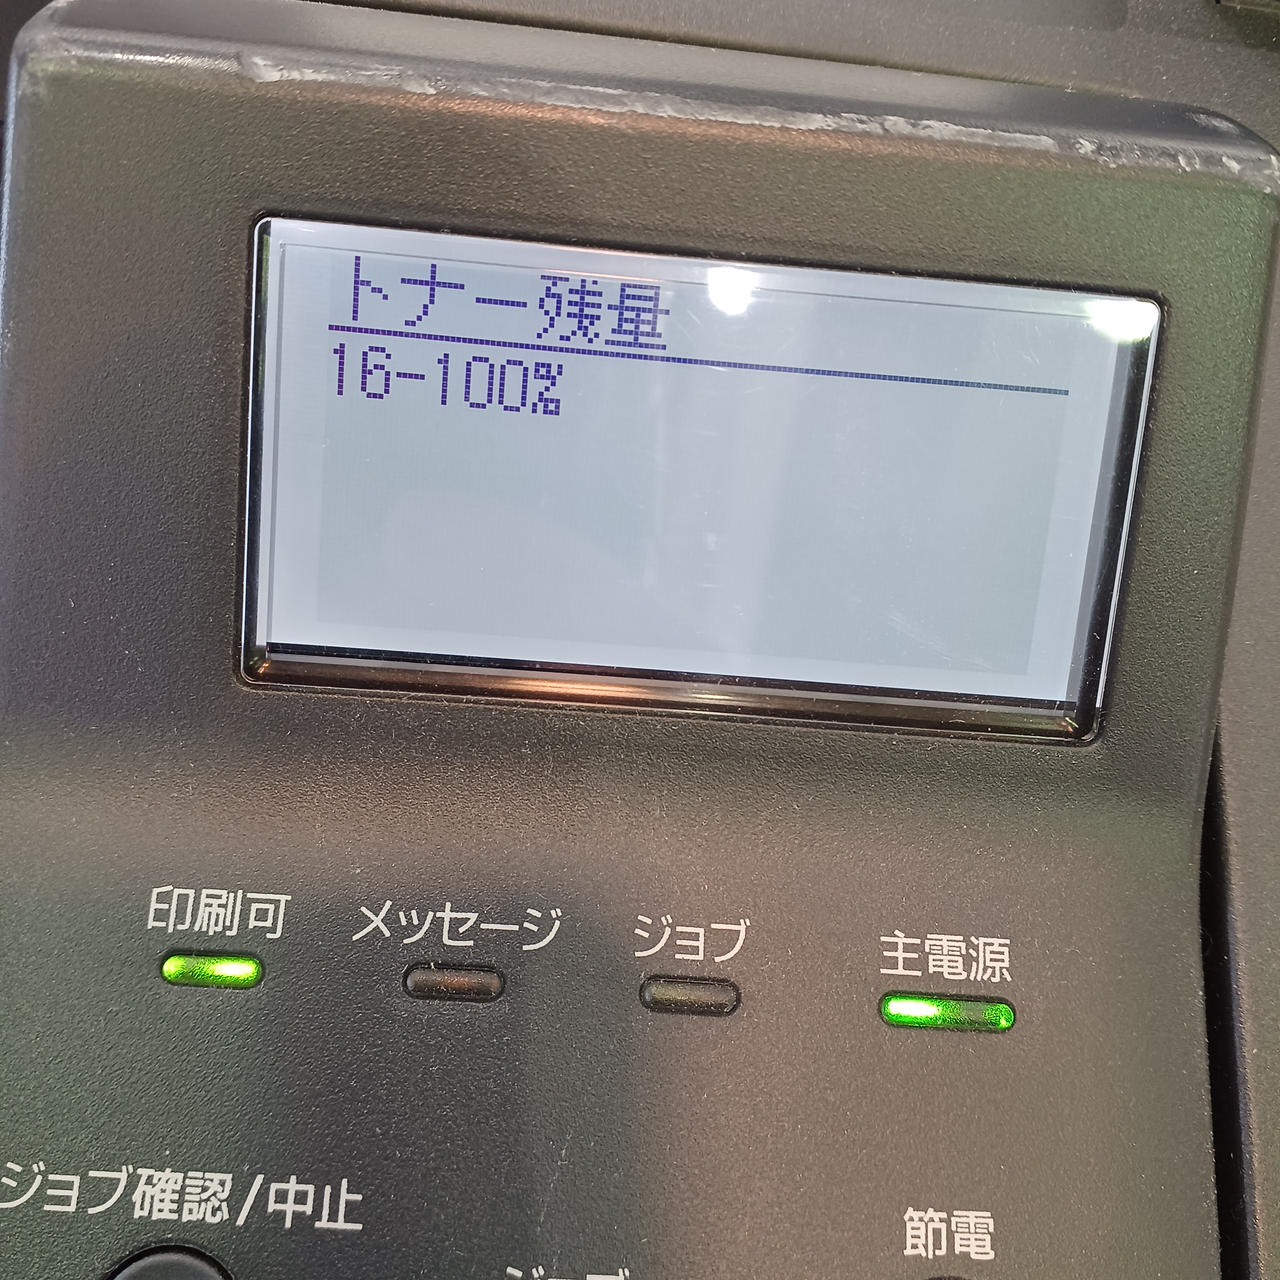 トナー残量
16-100%
印刷可
メッセージ
ジョブ
主電源
ジョブ確認/中止
節電